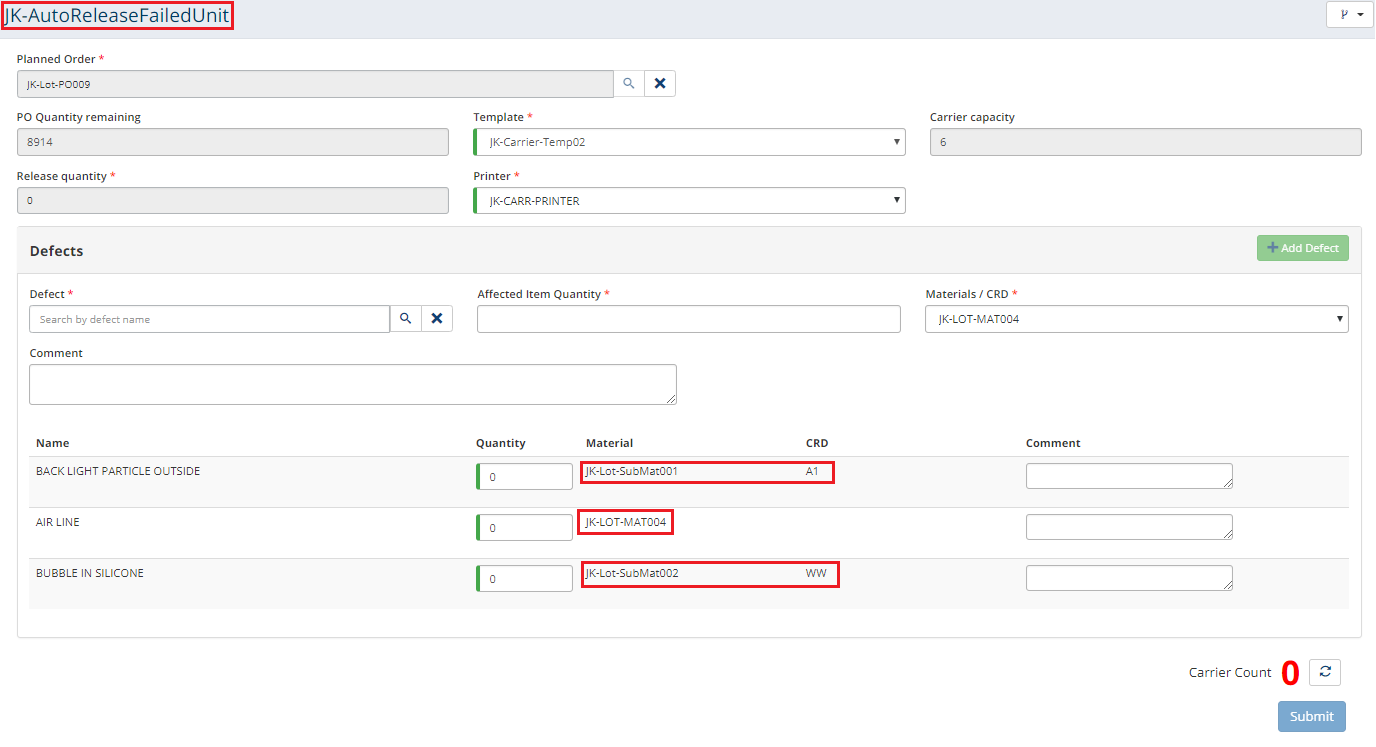 JK-AutoReleaseFailedUnit
Planned Order *
JK-Lot-PO009
PO Quantity remaining
Template *
Carrier capacity
8914
JK-Carrier-Temp02
6
Release quantity *
Printer *
0
JK-CARR-PRINTER
Defects
Add Defect
Defect *
Affected Item Quantity *
Materials / CRD *
Search by defect name
JK-LOT-MAT004
Comment
Name Quantity Material CRD Comment
BACK LIGHT PARTICLE OUTSIDE 0 JK-Lot-SubMat001 A1
AIR LINE 0 JK-LOT-MAT004
BUBBLE IN SILICONE 0 JK-Lot-SubMat002 WW
Carrier Count 0
Submit